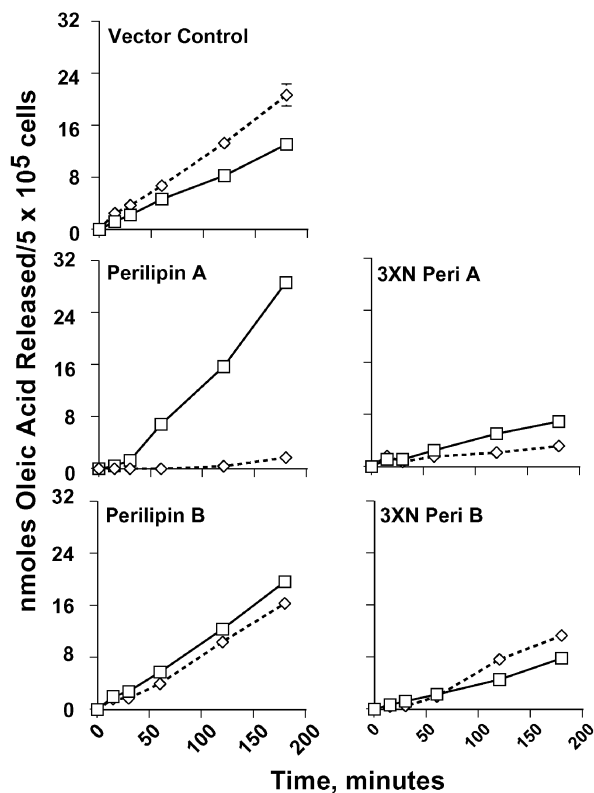 nmoles Oleic Acid Released/5 x 10⁵ cells
Vector Control
32
24
16
8
0
Perilipin A
32
24
16
8
0
3XN Peri A
Perilipin B
32
24
16
8
0
0 50 100 150 200
3XN Peri B
0 50 100 150 200
Time, minutes